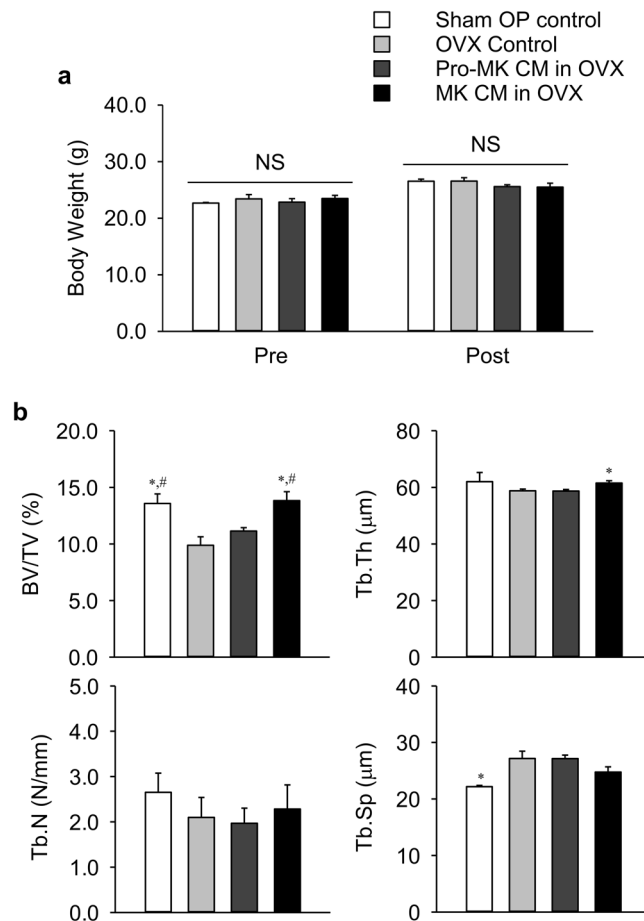 Sham OP control
OVX Control
Pro-MK CM in OVX
MK CM in OVX
a
Body Weight (g)
40.0
30.0
20.0
10.0
0.0
NS
NS
Pre
Post
b
BV/TV (%)
20.0
15.0
10.0
5.0
0.0
*,#
*,#
Tb.Th (μm)
80
60
40
20
0
*
Tb.N (N/mm)
5.0
4.0
3.0
2.0
1.0
0.0
Tb.Sp (μm)
40
30
20
10
0
*